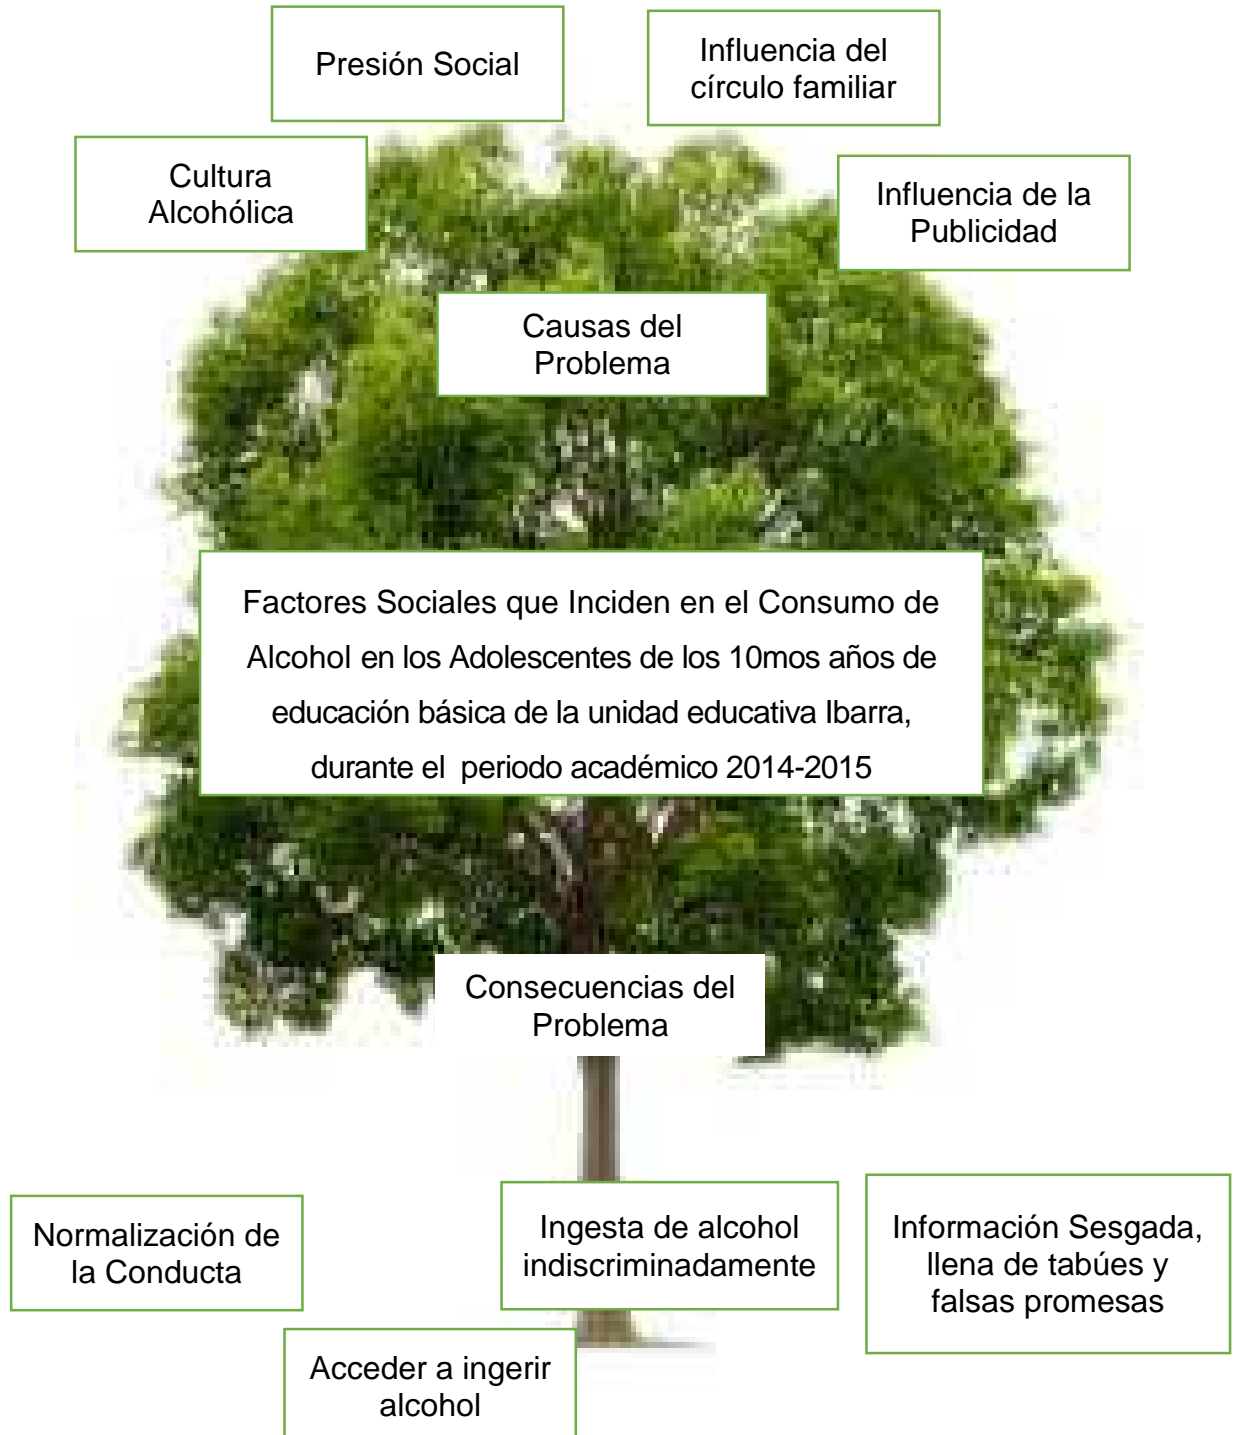 Presión Social
Influencia del
círculo familiar
Cultura
Alcohólica
Influencia de la
Publicidad
Causas del
Problema
Factores Sociales que Inciden en el Consumo de
Alcohol en los Adolescentes de los 10mos años de
educación básica de la unidad educativa Ibarra,
durante el periodo académico 2014-2015
Consecuencias del
Problema
Normalización de
la Conducta
Ingesta de alcohol
indiscriminadamente
Información Sesgada,
llena de tabúes y
falsas promesas
Acceder a ingerir
alcohol